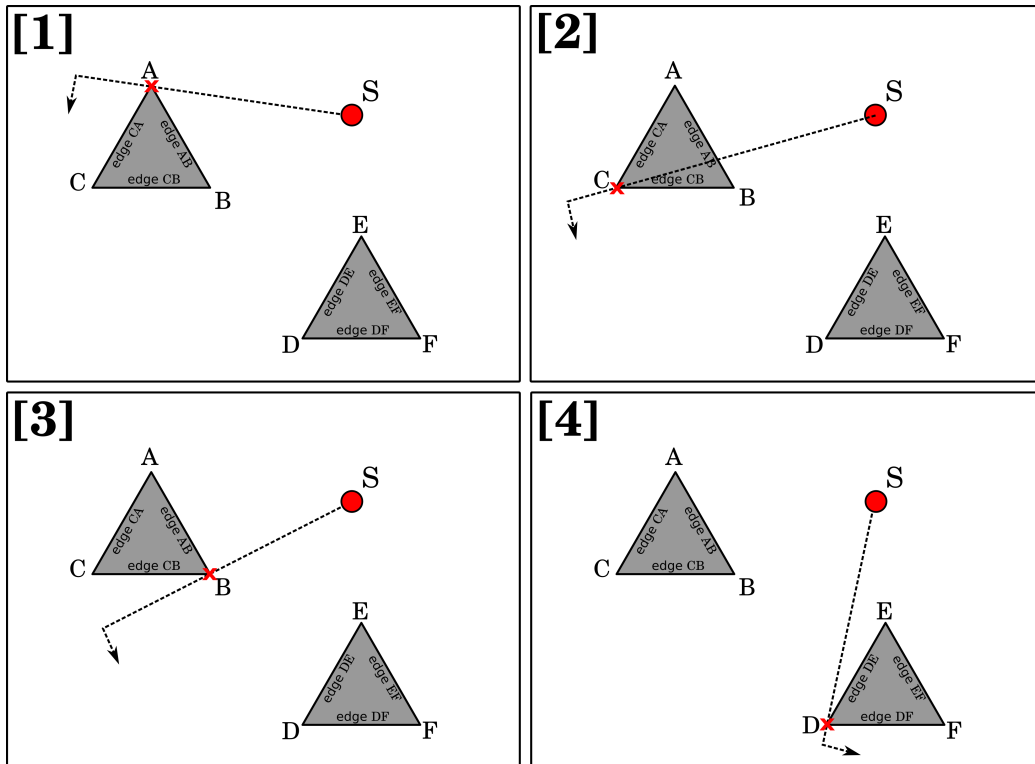 [1]
A
S
edge CA
edge AB
C
edge CB
B
E
edge DE
edge EF
D
edge DF
F
[2]
A
S
edge CA
edge AB
C
edge CB
B
E
edge DE
edge EF
D
edge DF
F
[3]
A
S
edge CA
edge AB
C
edge CB
B
E
edge DE
edge EF
D
edge DF
F
[4]
A
S
edge CA
edge AB
C
edge CB
B
E
edge DE
edge EF
D
edge DF
F